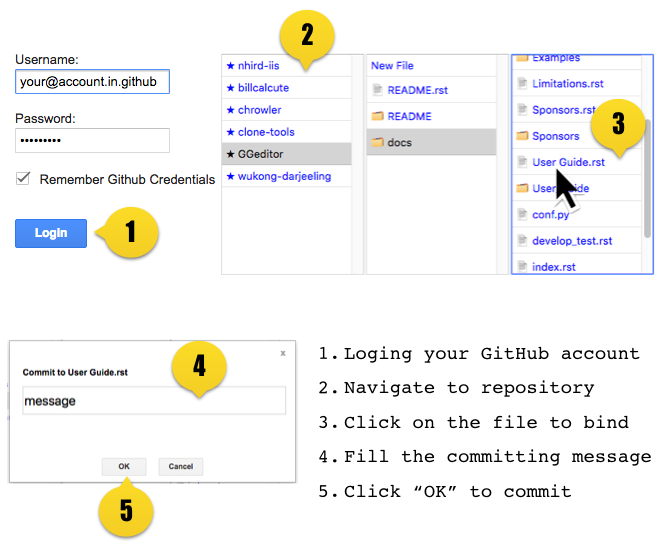 Username:
your@account.in.github
Password:
•••••••••
Remember Github Credentials
LogIn
1
2
★ nhird-iis
★ billcalcute
★ chrowler
★ clone-tools
★ GGeditor
★ wukong-darjeeling
New File
README.rst
README
docs
3
Examples
Limitations.rst
Sponsors.rst
Sponsors
User Guide.rst
User Guide
conf.py
develop_test.rst
index.rst
4
x
Commit to User Guide.rst
message
OK
Cancel
5
1. Loging your GitHub account
2. Navigate to repository
3. Click on the file to bind
4. Fill the committing message
5. Click “OK” to commit